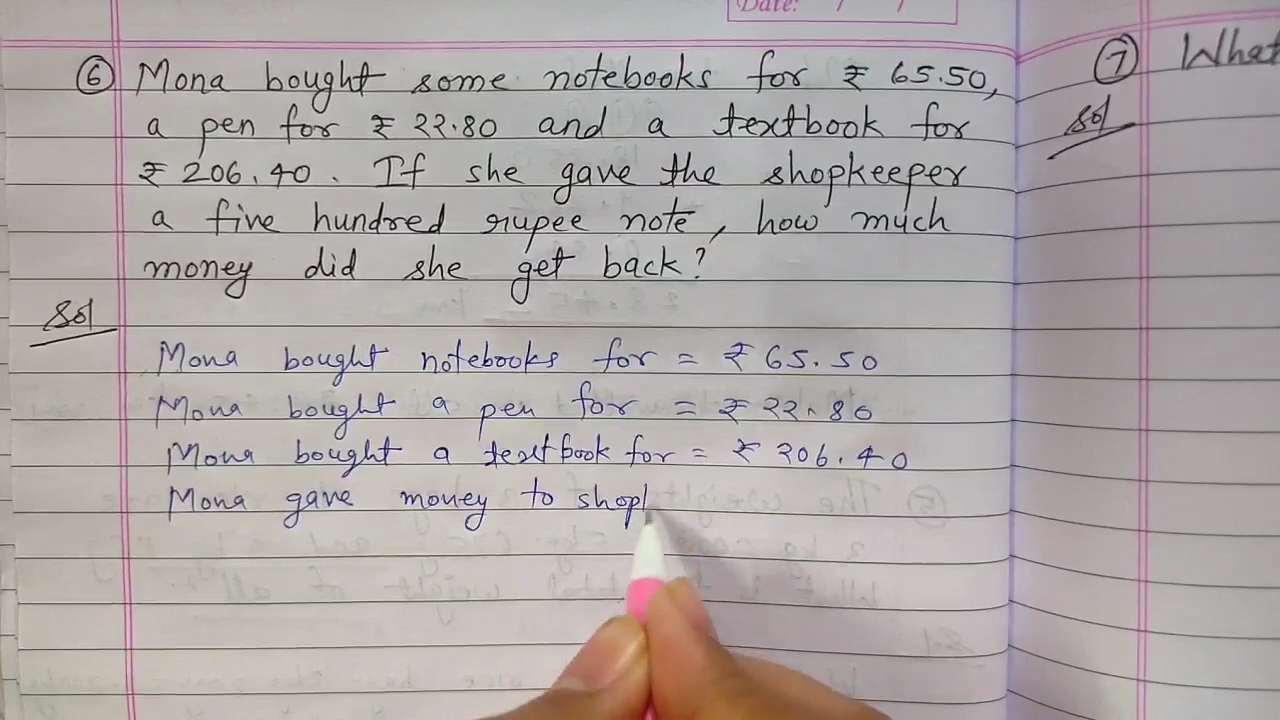 Date: / /
⑥ Mona bought some notebooks for ₹ 65.50,
a pen for ₹ 22.80 and a textbook for
₹ 206.40. If she gave the shopkeeper
a five hundred rupee note, how much
money did she get back?
Sol
Mona bought notebooks for = ₹ 65.50
Mona bought a pen for = ₹ 22.80
Mona bought a textbook for = ₹ 206.40
Mona gave money to shop
⑦ What
Sol